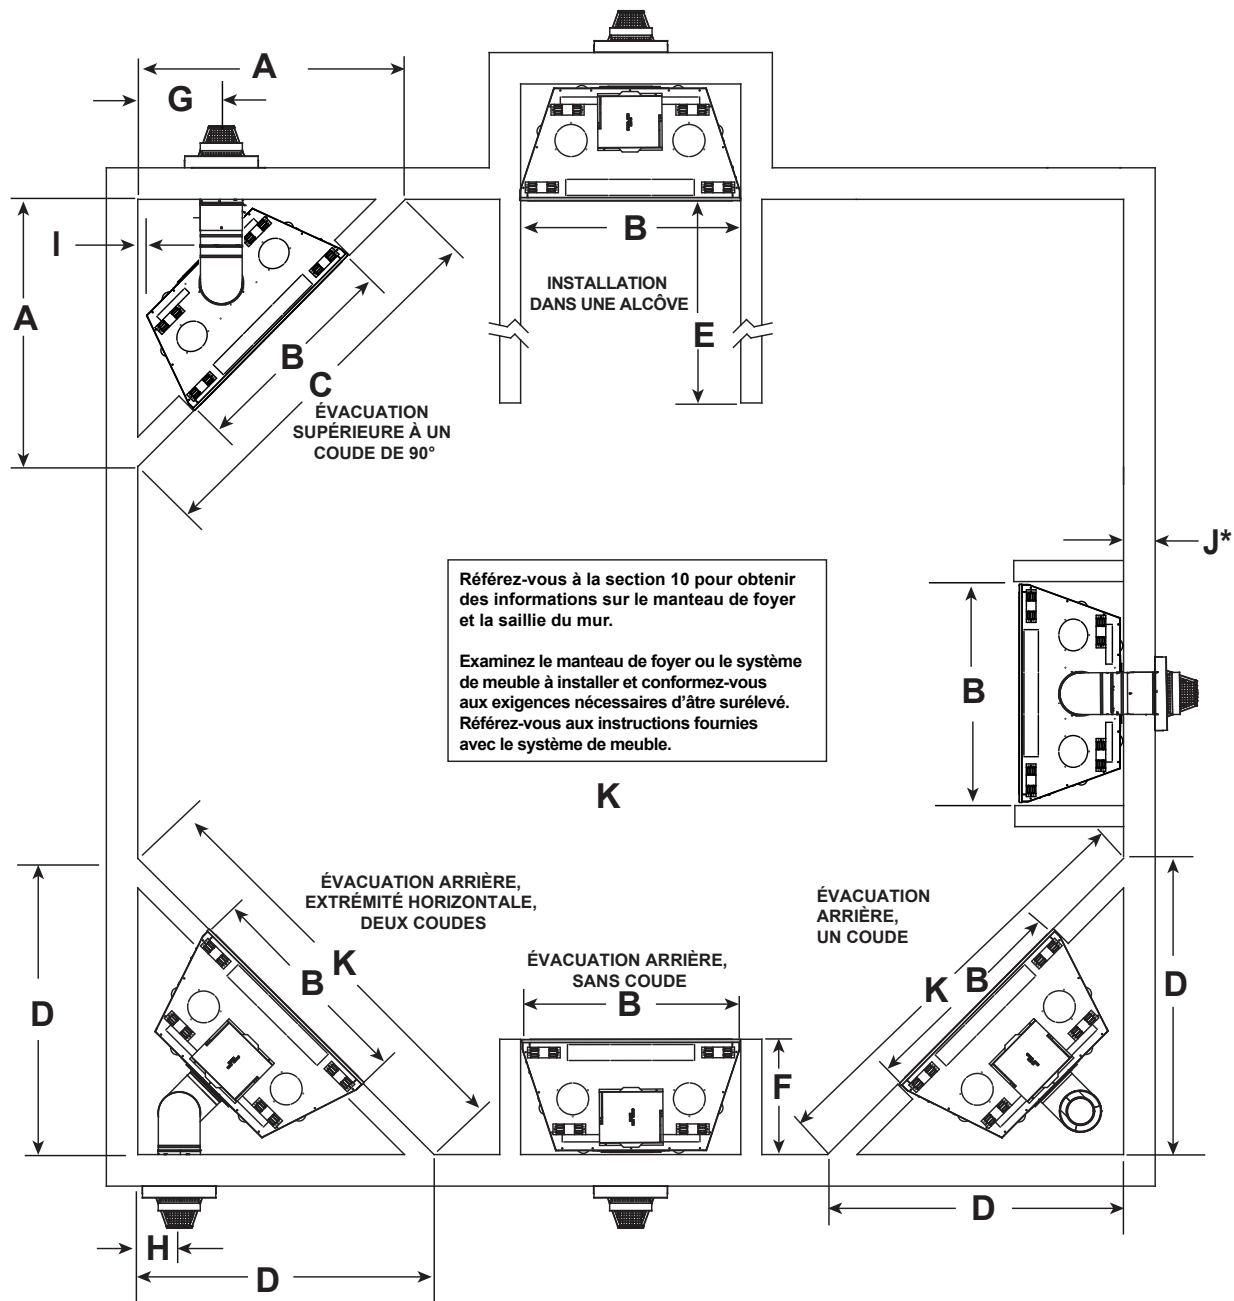 A
G
I
A
B
INSTALLATION
DANS UNE ALCÔVE
E
B
C
ÉVACUATION
SUPÉRIEURE À UN
COUDE DE 90°
J*
Référez-vous à la section 10 pour obtenir
des informations sur le manteau de foyer
et la saillie du mur.
Examinez le manteau de foyer ou le système
de meuble à installer et conformez-vous
aux exigences nécessaires d’âtre surélevé.
Référez-vous aux instructions fournies
avec le système de meuble.
B
K
ÉVACUATION ARRIÈRE,
EXTRÉMITÉ HORIZONTALE,
DEUX COUDES
ÉVACUATION
ARRIÈRE,
UN COUDE
K
B
D
ÉVACUATION ARRIÈRE,
SANS COUDE
B
K
B
D
F
D
H
D